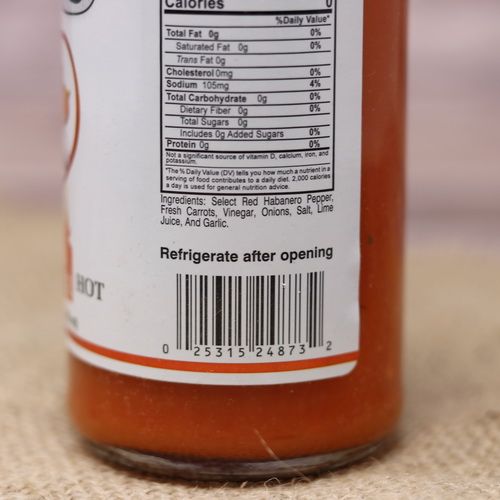 Calories 0
% Daily Value*
Total Fat 0g 0%
Saturated Fat 0g 0%
Trans Fat 0g
Cholesterol 0mg 0%
Sodium 105mg 4%
Total Carbohydrate 0g 0%
Dietary Fiber 0g 0%
Total Sugars 0g
Includes 0g Added Sugars 0%
Protein 0g 0%
Not a significant source of vitamin D, calcium, iron, and
potassium.
*The % Daily Value (DV) tells you how much a nutrient in a
serving of food contributes to a daily diet. 2,000 calories
a day is used for general nutrition advice.
Ingredients: Select Red Habanero Pepper,
Fresh Carrots, Vinegar, Onions, Salt, Lime
Juice, And Garlic.
Refrigerate after opening
HOT
0 25315 24873 2